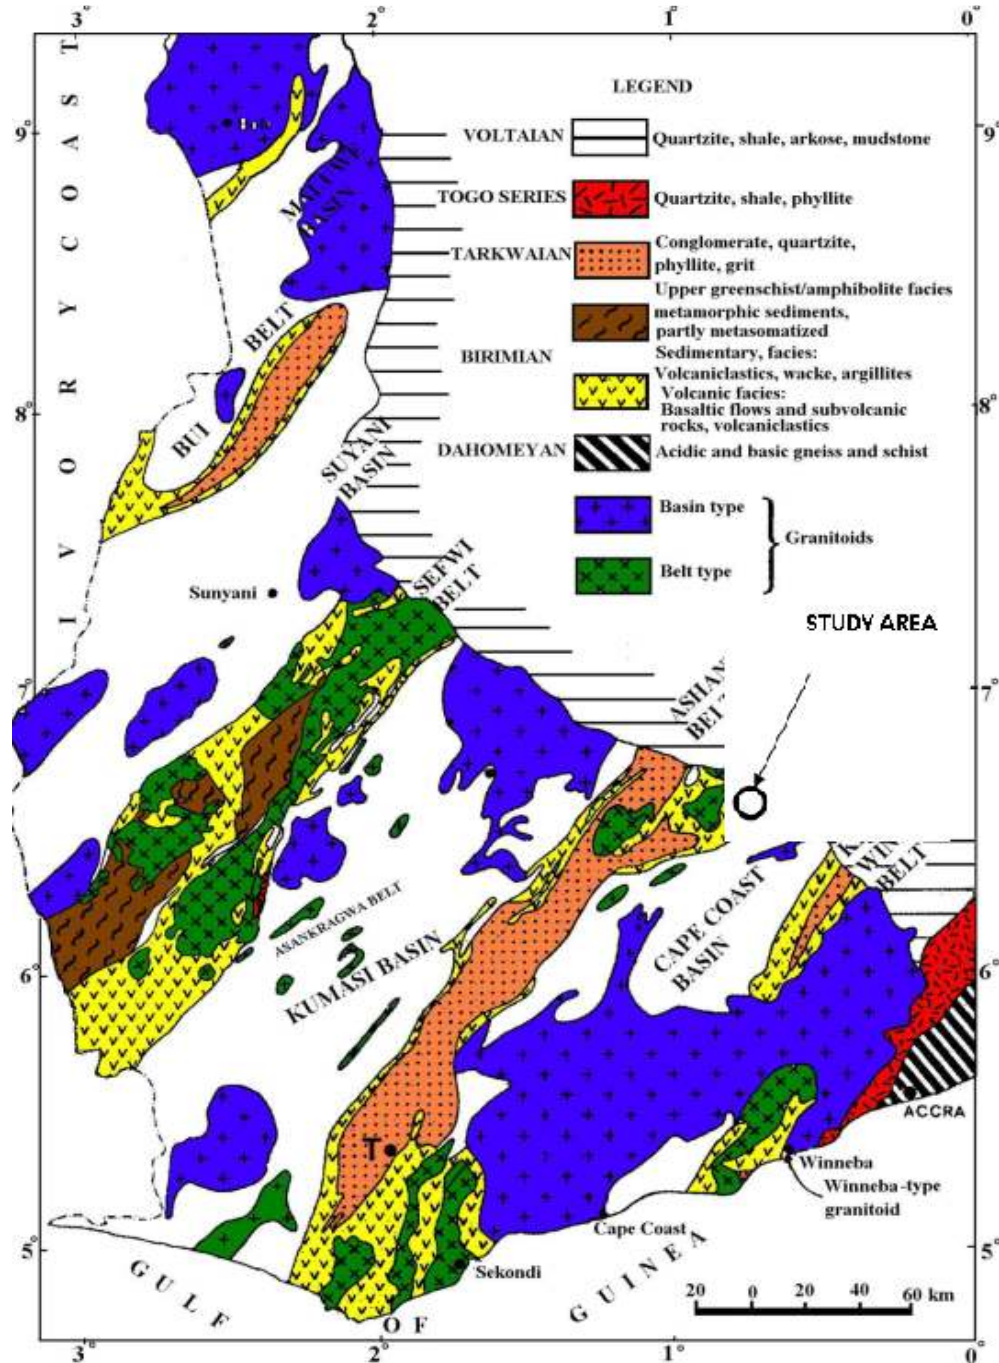 3° 2° 1° 0°
9° 9°
8° 8°
7° 7°
6° 6°
5° 5°
3° 2° 1° 0°
IVORY COAST
LEGEND
VOLTAIAN
Quartzite, shale, arkose, mudstone
TOGO SERIES
Quartzite, shale, phyllite
TARKWAIAN
Conglomerate, quartzite,
phyllite, grit
Upper greenschist/amphibolite facies
metamorphic sediments,
partly metasomatized
BIRIMIAN
Sedimentary, facies:
Volcaniclastics, wacke, argillites
Volcanic facies:
Basaltic flows and subvolcanic
rocks, volcaniclastics
DAHOMEYAN
Acidic and basic gneiss and schist
Basin type
Granitoids
Belt type
STUDY AREA
BASIN
BUI BELT
SUYANI
BASIN
Sunyani
SEFWI
BELT
ASHAN
ASANKRAGWA BELT
KUMASI BASIN
CAPE COAST
BASIN
WIN
BELT
T
ACCRA
Winneba
Winneba-type
granitoid
Cape Coast
Sekondi
GULF OF GUINEA
20 0 20 60 km